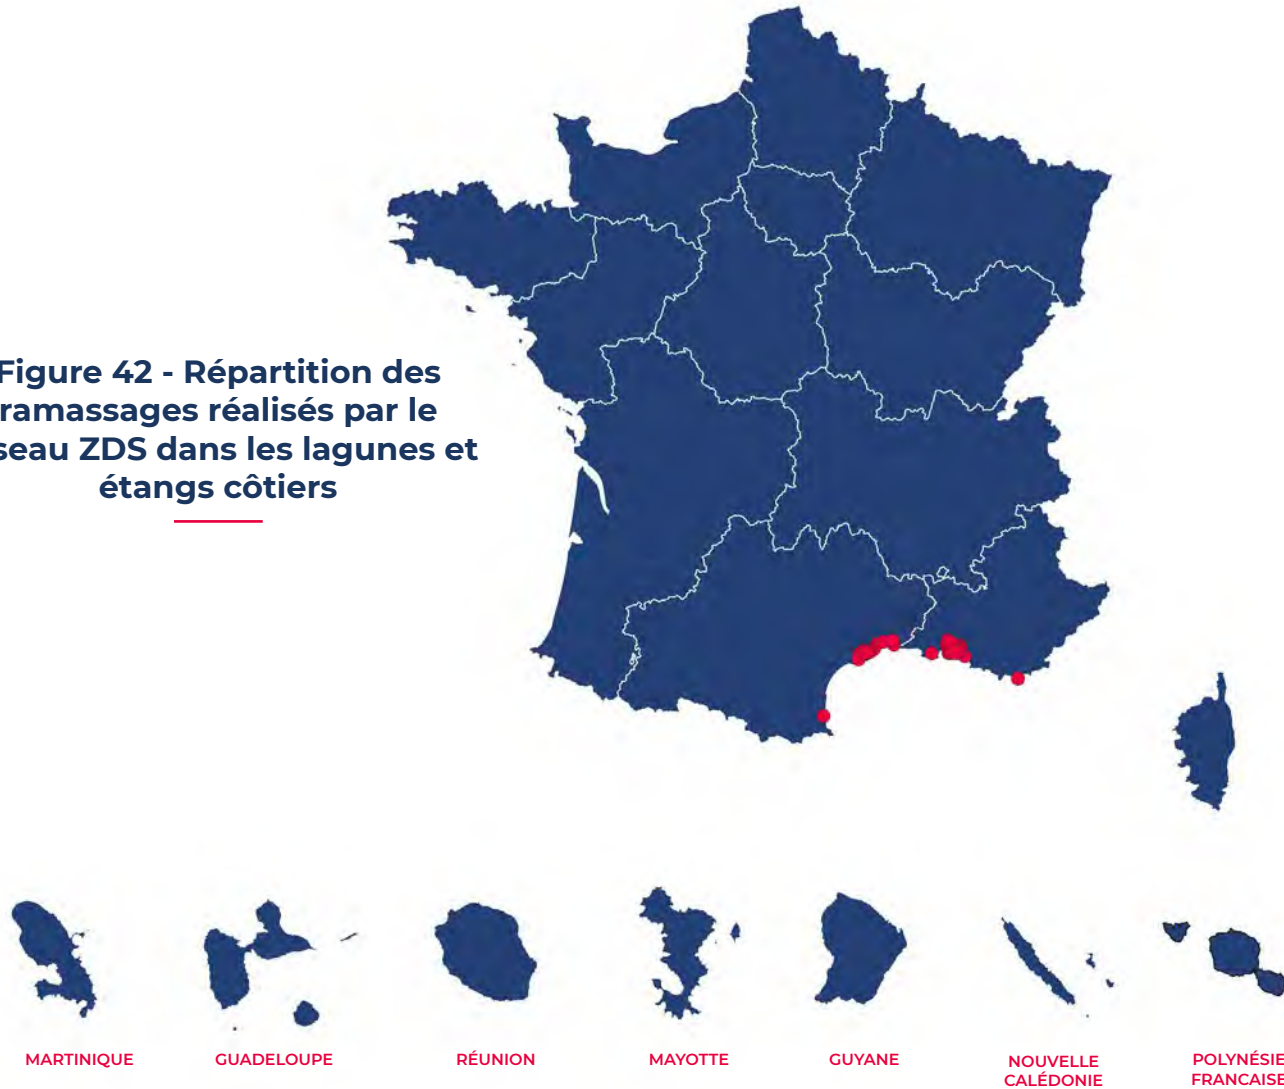 Figure 42 - Répartition des
ramassages réalisés par le
seau ZDS dans les lagunes et
étangs côtiers
MARTINIQUE
GUADELOUPE
RÉUNION
MAYOTTE
GUYANE
NOUVELLE
CALÉDONIE
POLYNÉSIE
FRANCAISE